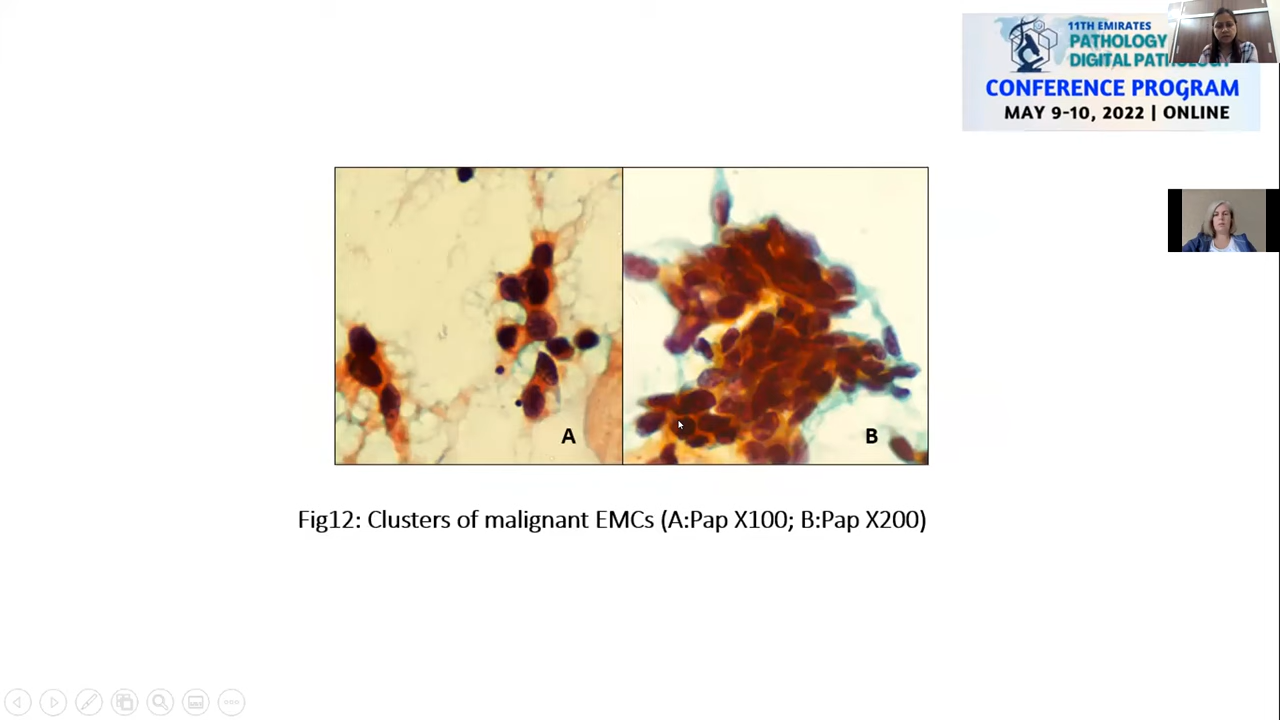 11TH EMIRATES
PATHOLOGY
DIGITAL PATHOLOGY
CONFERENCE PROGRAM
MAY 9-10, 2022 | ONLINE
A
B
Fig12: Clusters of malignant EMCs (A:Pap X100; B:Pap X200)